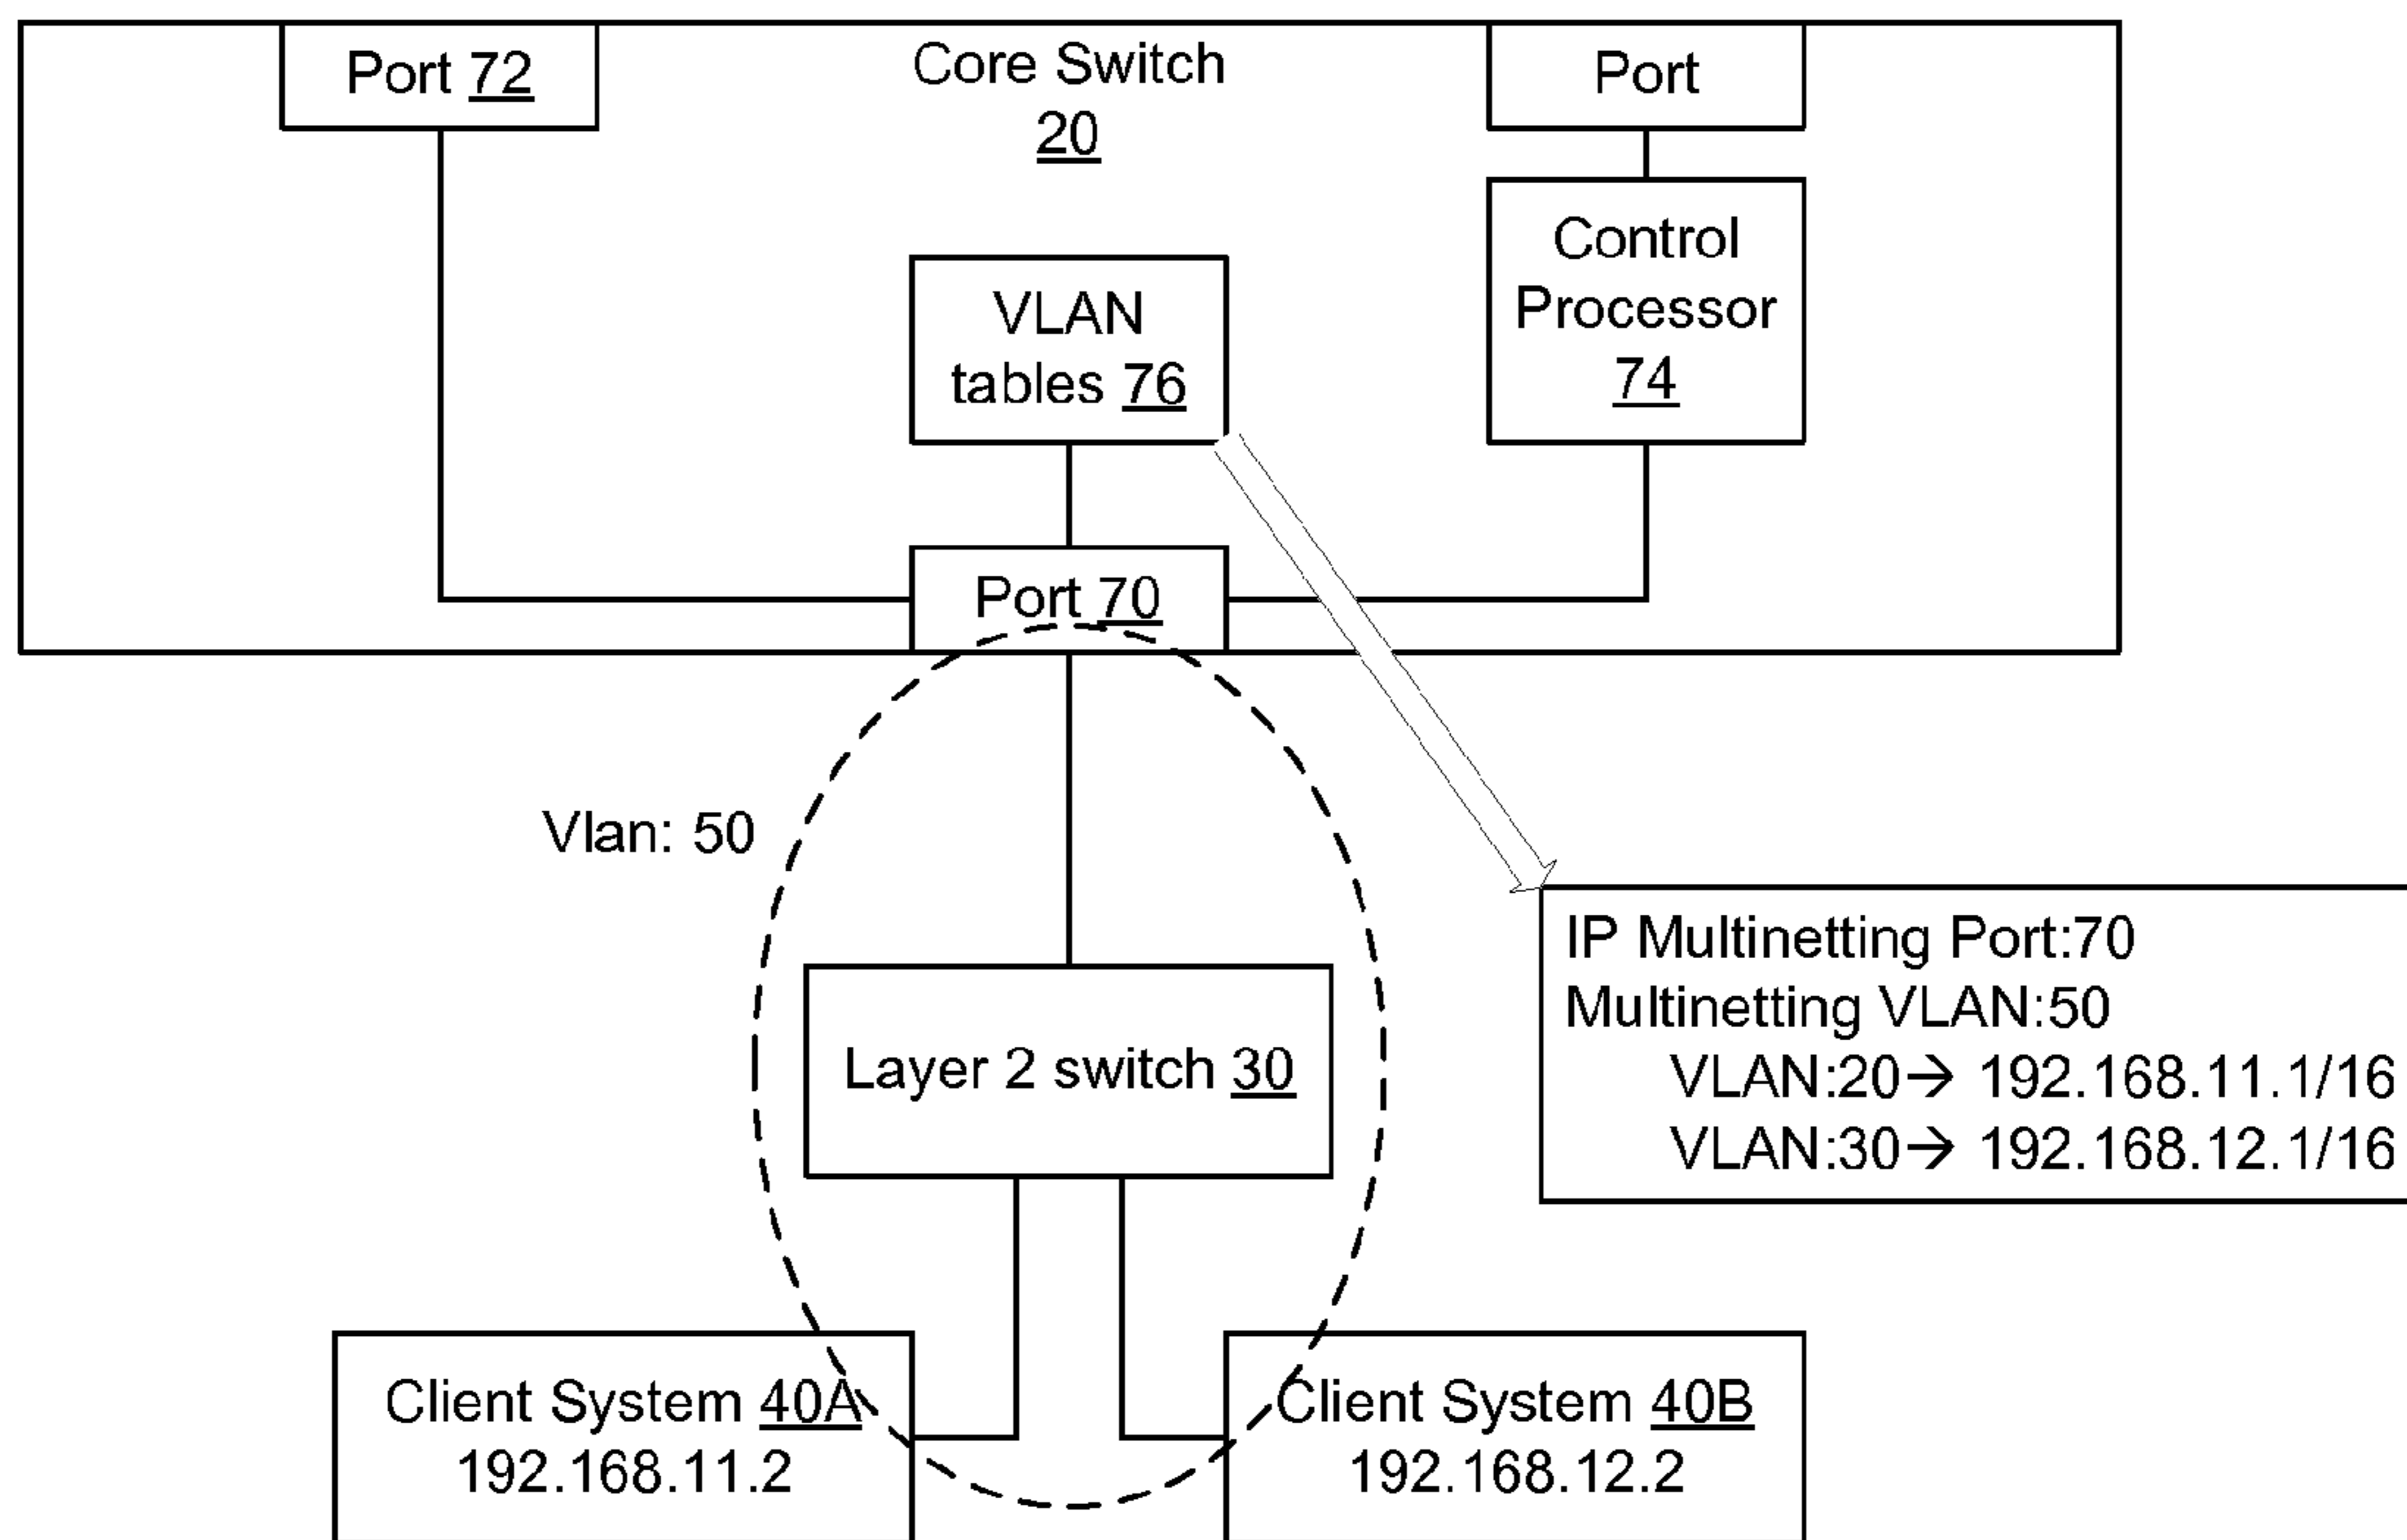 Port 72
Core Switch
20
Port
Control
Processor
74
VLAN
tables 76
Port 70
Vlan: 50
IP Multinetting Port:70
Multinetting VLAN:50
VLAN:20→ 192.168.11.1/16
VLAN:30→ 192.168.12.1/16
Layer 2 switch 30
Client System 40A
192.168.11.2
Client System 40B
192.168.12.2